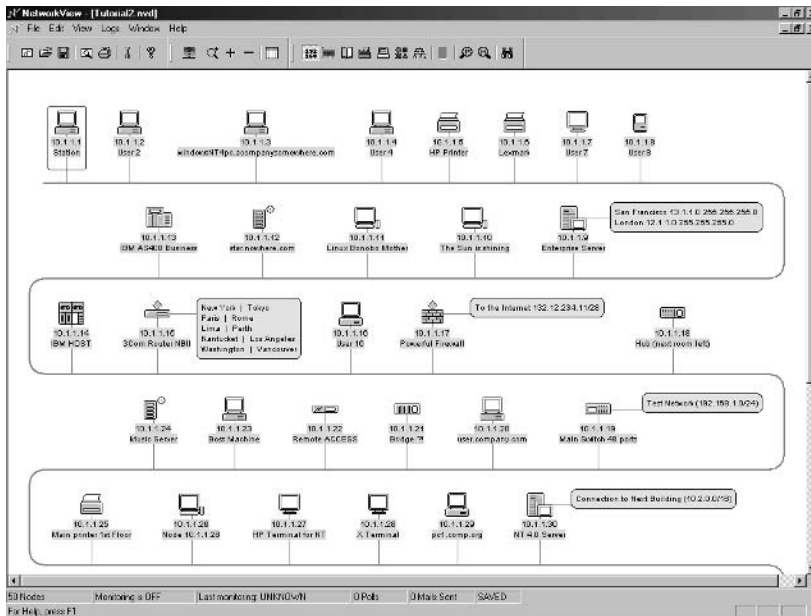 NetworkView - [Tutorial2.nvd]
File Edit View Logs Window Help
10.1.1.1
Station
10.1.1.2
User 2
10.1.1.3
windowsNT4pc.acompanysomewhere.com
10.1.1.4
User 4
10.1.1.5
HP Printer
10.1.1.6
Lexmark
10.1.1.7
User 7
10.1.1.8
User 8
10.1.1.13
IBM AS400 Business
10.1.1.12
star.nowhere.com
10.1.1.11
Linux Bonobo Mother
10.1.1.10
The Sun is shining
10.1.1.9
Enterprise Server
San Francisco 13.1.1.0 255.255.255.0
London 12.1.1.0 255.255.255.0
10.1.1.14
IBM HOST
10.1.1.15
3Com Router NBII
New York | Tokyo
Paris | Rome
Lima | Perth
Nantucket | Los Angeles
Washington | Vancouver
10.1.1.16
User 16
10.1.1.17
Powerful Firewall
To the Internet 132.12.234.11/28
10.1.1.18
Hub (next room left)
10.1.1.24
Music Server
10.1.1.23
Boss Machine
10.1.1.22
Remote ACCESS
10.1.1.21
Bridge ?!
10.1.1.20
user.company.com
10.1.1.19
Main Switch 48 ports
Test Network (192.168.1.0/24)
10.1.1.25
Main printer 1st Floor
10.1.1.26
Node 10.1.1.26
10.1.1.27
HP Terminal for NT
10.1.1.28
X Terminal
10.1.1.29
pc1.comp.org
10.1.1.30
NT 4.0 Server
Connection to Next Building (10.2.0.0/16)
50 Nodes
Monitoring is OFF
Last monitoring: UNKNOWN
0 Polls
0 Mails Sent
SAVED
For Help, press F1